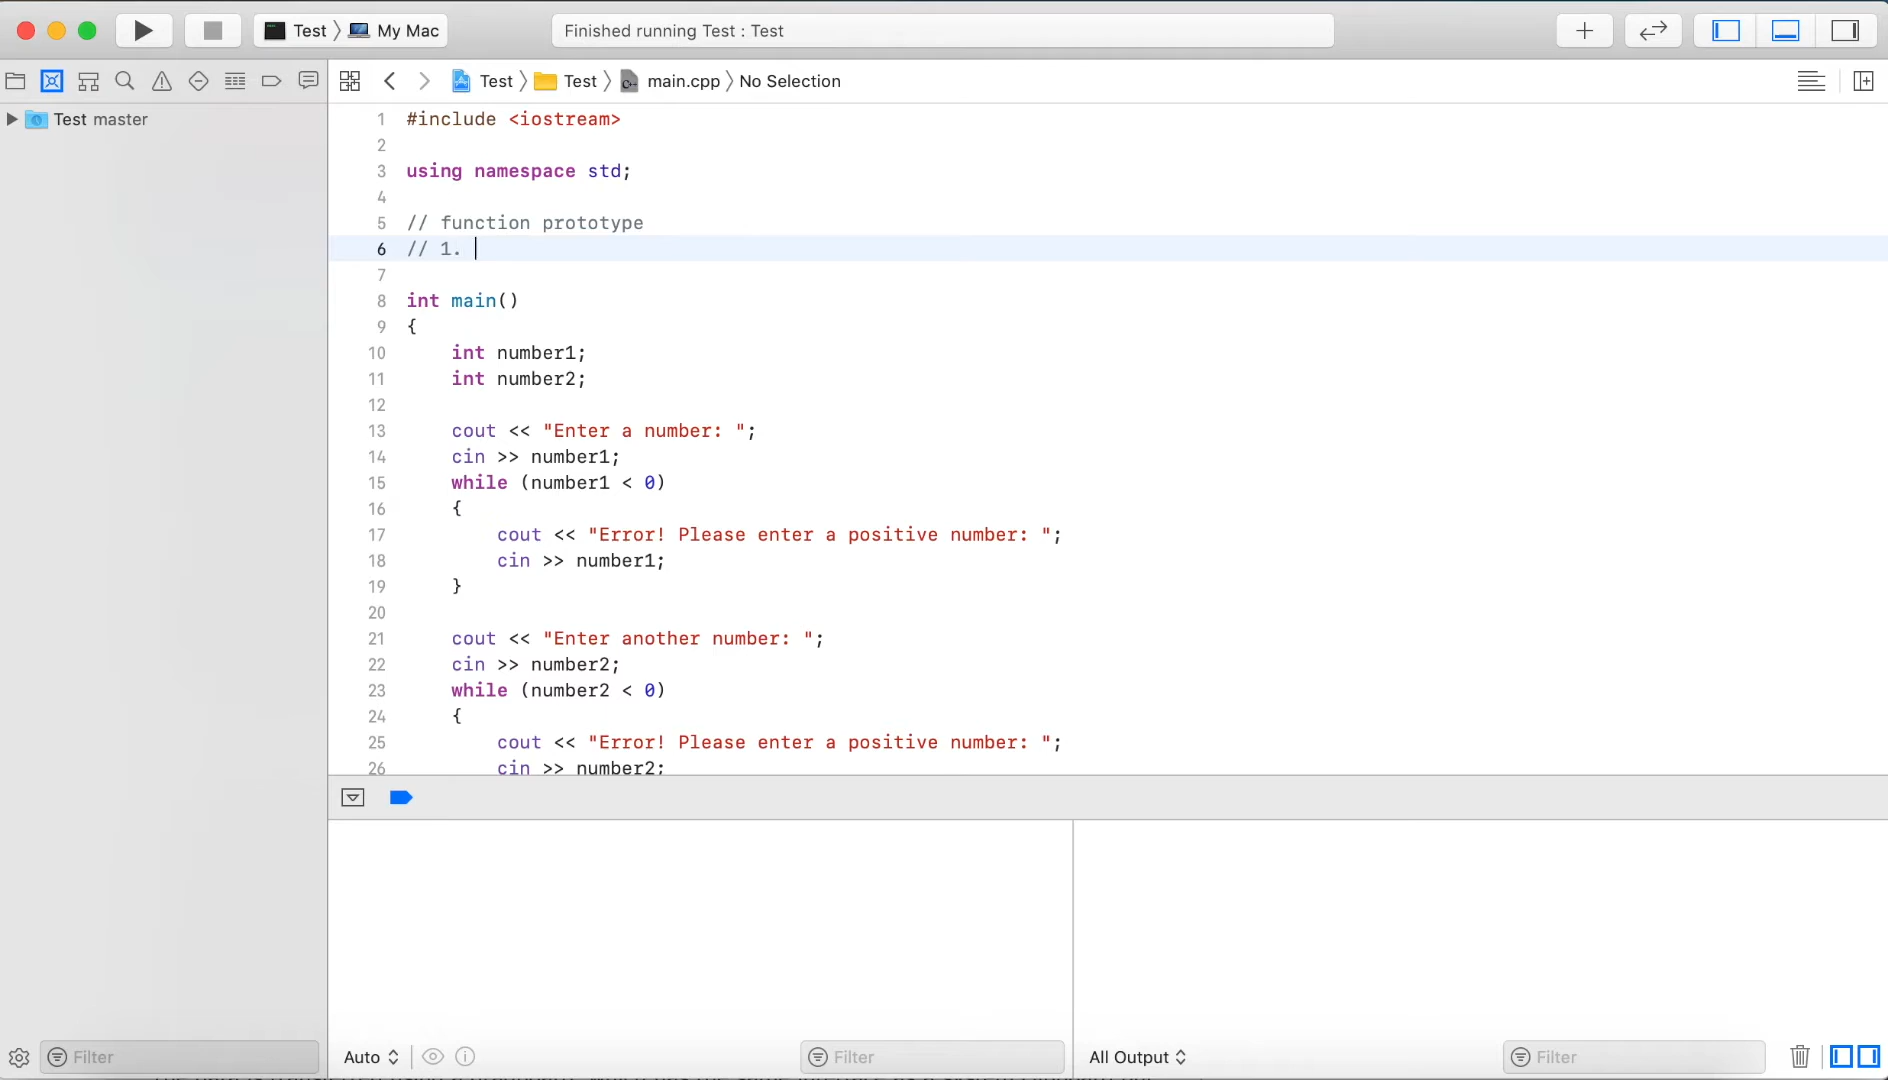 Test 〉 My Mac
Finished running Test : Test
Test 〉 Test 〉 main.cpp 〉 No Selection
Test master
1 #include <iostream>
2
3 using namespace std;
4
5 // function prototype
6 // 1.
7
8 int main()
9 {
10 int number1;
11 int number2;
12
13 cout << "Enter a number: ";
14 cin >> number1;
15 while (number1 < 0)
16 {
17 cout << "Error! Please enter a positive number: ";
18 cin >> number1;
19 }
20
21 cout << "Enter another number: ";
22 cin >> number2;
23 while (number2 < 0)
24 {
25 cout << "Error! Please enter a positive number: ";
26 cin >> number2;
Filter
Auto
Filter
All Output
Filter